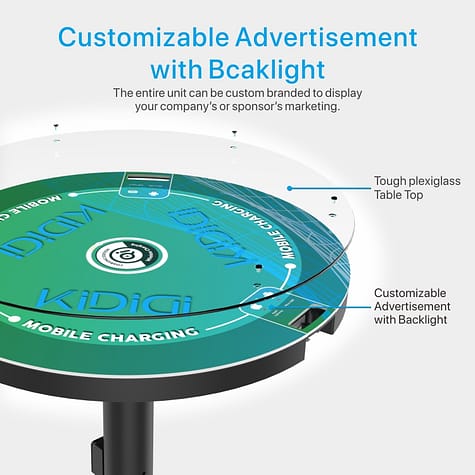 Customizable Advertisement
with Bcaklight
The entire unit can be custom branded to display
your company's or sponsor's marketing.
Tough plexiglass
Table Top
MOBILE CHARGING
KiDiGi
KiDiGi
KiDiGi
MOBILE CHARGING
Customizable
Advertisement
with Backlight